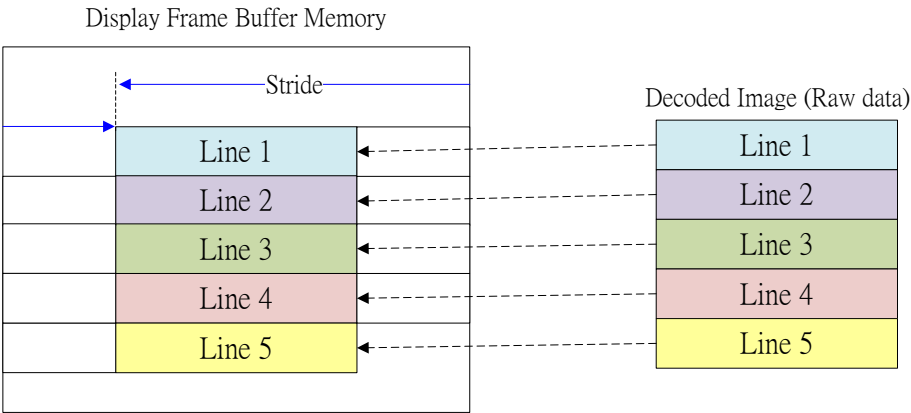 Display Frame Buffer Memory
Stride
Line 1
Line 2
Line 3
Line 4
Line 5
Decoded Image (Raw data)
Line 1
Line 2
Line 3
Line 4
Line 5